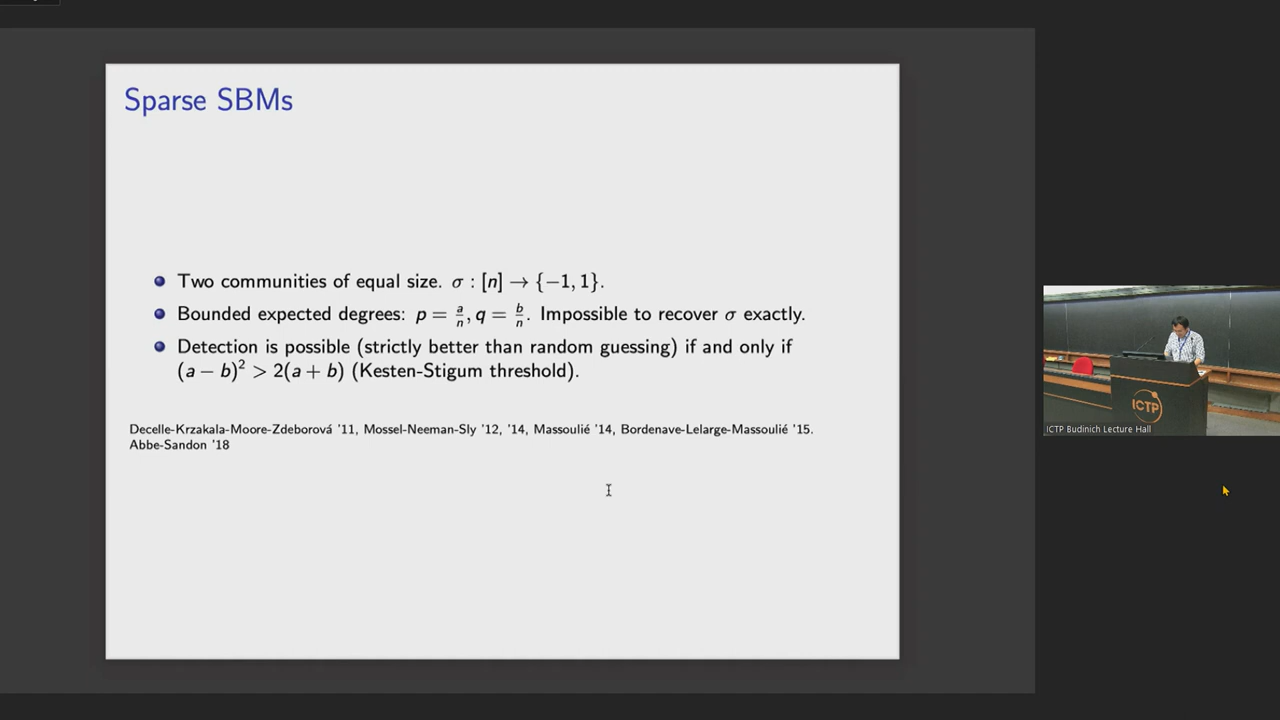 Sparse SBMs
Two communities of equal size. σ : [n] → {−1, 1}.
Bounded expected degrees: p = a/n, q = b/n. Impossible to recover σ exactly.
Detection is possible (strictly better than random guessing) if and only if
(a − b)² > 2(a + b) (Kesten-Stigum threshold).
Decelle-Krzakala-Moore-Zdeborová '11, Mossel-Neeman-Sly '12, '14, Massoulié '14, Bordenave-Lelarge-Massoulié '15.
Abbe-Sandon '18
ICTP
ICTP Budinich Lecture Hall